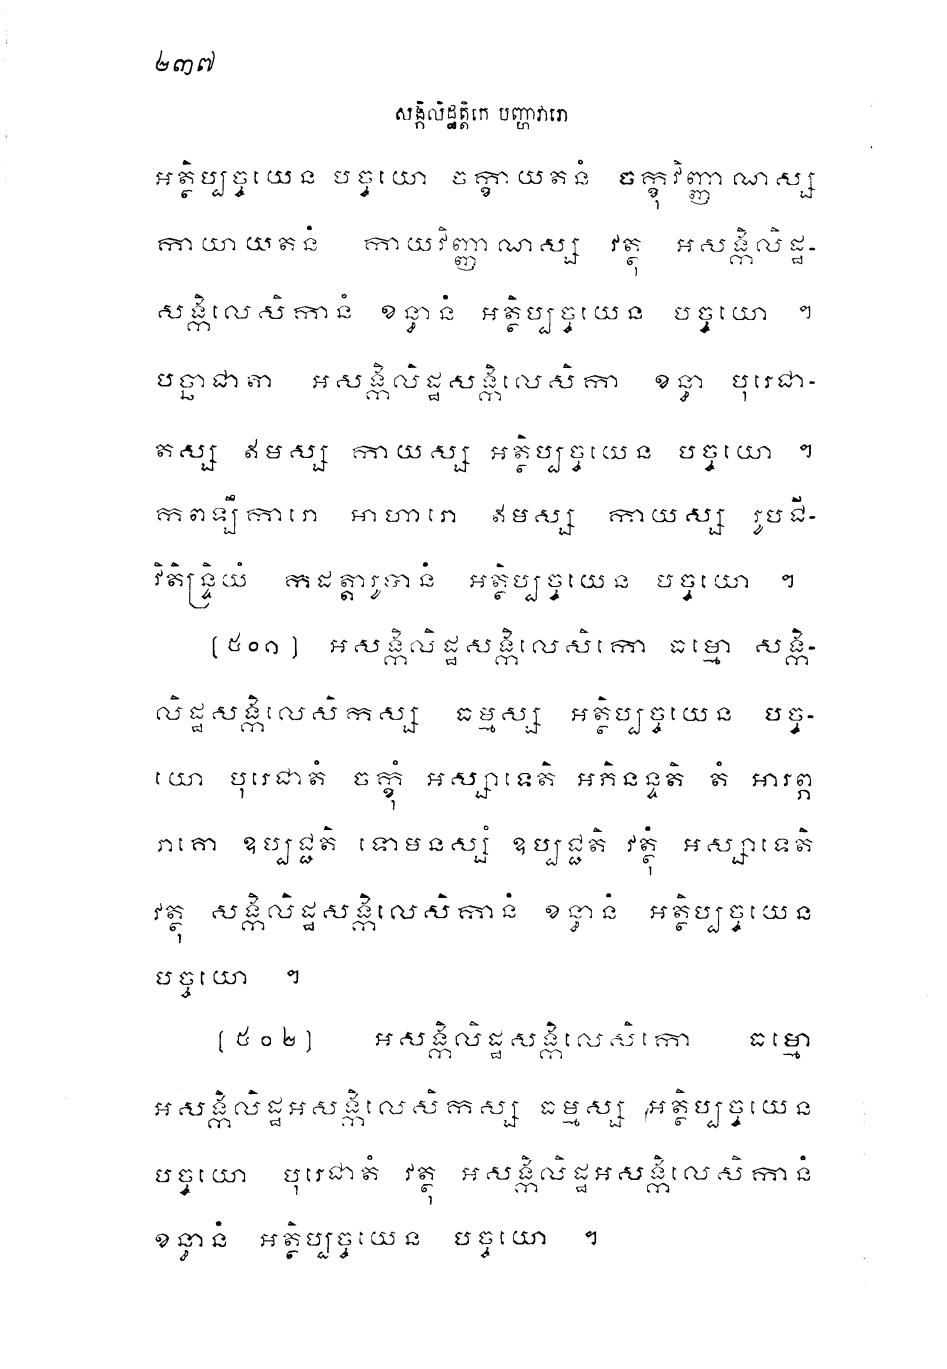 ២៣៧
សង្កិលិដ្ឋត្តិកេ បញ្ហាវារោ
អត្ថិប្បច្ចយេន បច្ចយោ ចក្ខាយតនំ ចក្ខុវិញ្ញាណស្ស
កាយាយតនំ កាយវិញ្ញាណស្ស វត្ថុ អសង្កិលិដ្ឋ-
សង្កិលេសិកានំ ខន្ធានំ អត្ថិប្បច្ចយេន បច្ចយោ ។
បច្ឆាជាតា អសង្កិលិដ្ឋសង្កិលេសិកា ខន្ធា បុរេជា-
តស្ស ឥមស្ស កាយស្ស អត្ថិប្បច្ចយេន បច្ចយោ ។
កពឡីការោ អាហារោ ឥមស្ស កាយស្ស រូបជី-
វិតិន្ទ្រិយំ កដត្តារូបានំ អត្ថិប្បច្ចយេន បច្ចយោ ។
[៥០១] អសង្កិលិដ្ឋសង្កិលេសិកោ ធម្មោ សង្កិ-
លិដ្ឋសង្កិលេសិកស្ស ធម្មស្ស អត្ថិប្បច្ចយេន បច្ច-
យោ បុរេជាតំ ចក្ខុំ អស្សាទេតិ អភិនន្ទតិ តំ អារព្ភ
រាគោ ឧប្បជ្ជតិ ទោមនស្សំ ឧប្បជ្ជតិ វត្ថុំ អស្សាទេតិ
វត្ថុ សង្កិលិដ្ឋសង្កិលេសិកានំ ខន្ធានំ អត្ថិប្បច្ចយេន
បច្ចយោ ។
[៥០២] អសង្កិលិដ្ឋសង្កិលេសិកោ ធម្មោ
អសង្កិលិដ្ឋអសង្កិលេសិកស្ស ធម្មស្ស អត្ថិប្បច្ចយេន
បច្ចយោ បុរេជាតំ វត្ថុ អសង្កិលិដ្ឋអសង្កិលេសិកានំ
ខន្ធានំ អត្ថិប្បច្ចយេន បច្ចយោ ។